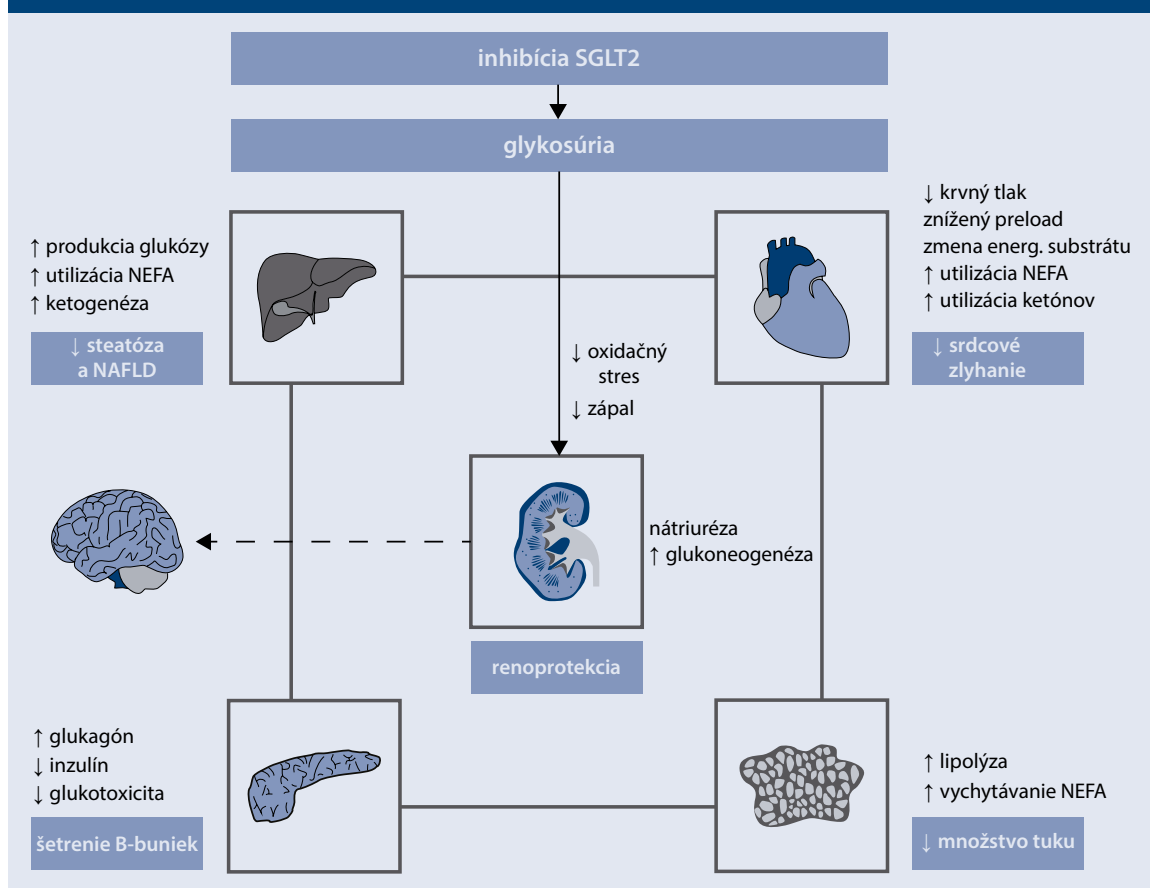 inhibícia SGLT2
glykosúria
↑ produkcia glukózy
↑ utilizácia NEFA
↑ ketogenéza
↓ steatóza
a NAFLD
↓ krvný tlak
znížený preload
zmena energ. substrátu
↑ utilizácia NEFA
↑ utilizácia ketónov
↓ srdcové
zlyhanie
↓ oxidačný
stres
↓ zápal
nátriuréza
↑ glukoneogenéza
renoprotekcia
↑ glukagón
↓ inzulín
↓ glukotoxicita
šetrenie B-buniek
↑ lipolýza
↑ vychytávanie NEFA
↓ množstvo tuku